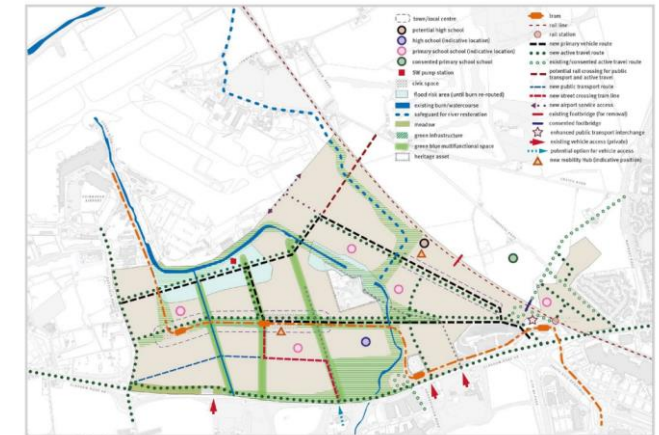 town/local centre
potential high school
high school (indicative location)
primary school school (indicative location)
consented primary school school
SW pump station
civic space
flood risk area (until burn re-routed)
existing burn/watercourse
safeguard for river restoration
meadow
green infrastructure
green blue multifunctional space
heritage asset
tram
rail line
rail station
new primary vehicle route
new active travel route
existing/consented active travel route
potential rail crossing for public
transport and active travel
new public transport route
new street crossing tram line
new airport service access
existing footbridge (for removal)
consented footbridge
enhanced public transport interchange
existing vehicle access (private)
potential option for vehicle access
new mobility Hub (indicative position)